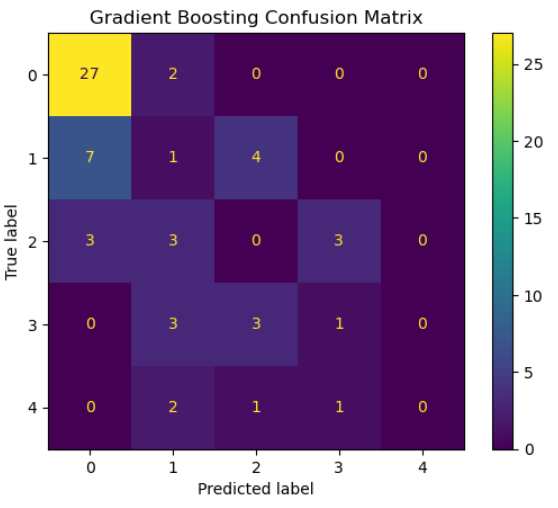 Gradient Boosting Confusion Matrix
0 27 2 0 0 0
1 7 1 4 0 0
2 3 3 0 3 0
3 0 3 3 1 0
4 0 2 1 1 0
0 1 2 3 4
Predicted label
True label
25
20
15
10
5
0